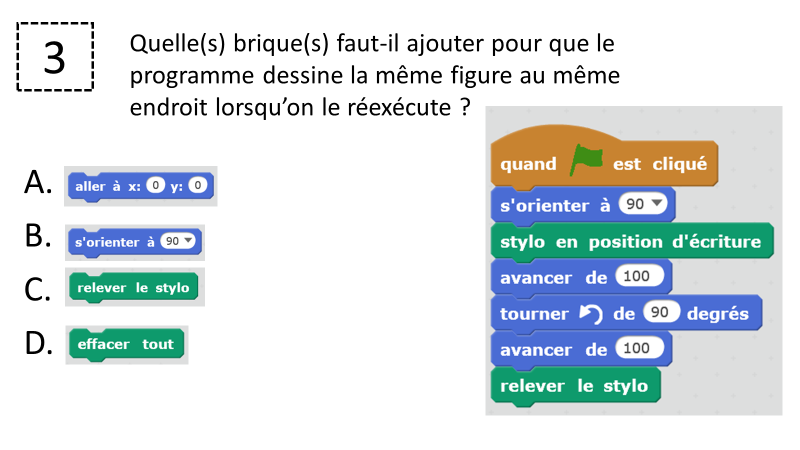 3
Quelle(s) brique(s) faut-il ajouter pour que le
programme dessine la même figure au même
endroit lorsqu’on le réexécute ?
A. aller à x: 0 y: 0
B. s'orienter à 90
C. relever le stylo
D. effacer tout
quand est cliqué
s'orienter à 90
stylo en position d'écriture
avancer de 100
tourner de 90 degrés
avancer de 100
relever le stylo